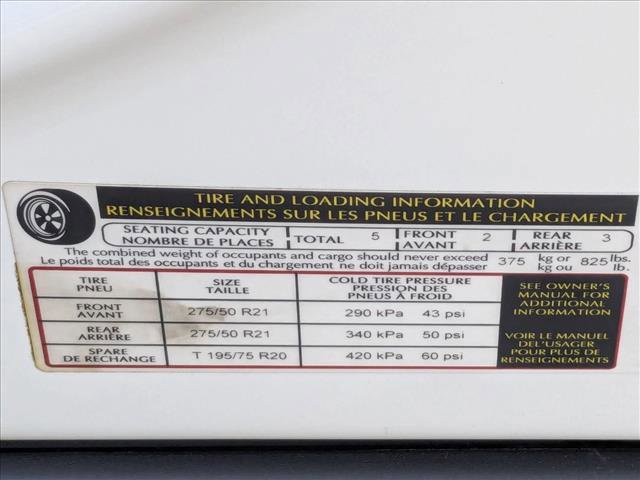 TIRE AND LOADING INFORMATION
RENSEIGNEMENTS SUR LES PNEUS ET LE CHARGEMENT
SEATING CAPACITY
NOMBRE DE PLACES
TOTAL 5
FRONT
AVANT
2
REAR
ARRIÈRE
3
The combined weight of occupants and cargo should never exceed 375 kg or 825 lbs.
Le poids total des occupants et du chargement ne doit jamais dépasser kg ou lb.
TIRE
PNEU
SIZE
TAILLE
COLD TIRE PRESSURE
PRESSION DES
PNEUS À FROID
FRONT
AVANT
275/50 R21
290 kPa 43 psi
REAR
ARRIÈRE
275/50 R21
340 kPa 50 psi
SPARE
DE RECHANGE
T 195/75 R20
420 kPa 60 psi
SEE OWNER'S
MANUAL FOR
ADDITIONAL
INFORMATION
VOIR LE MANUEL
DEL'USAGER
POUR PLUS DE
RENSEIGNEMENTS